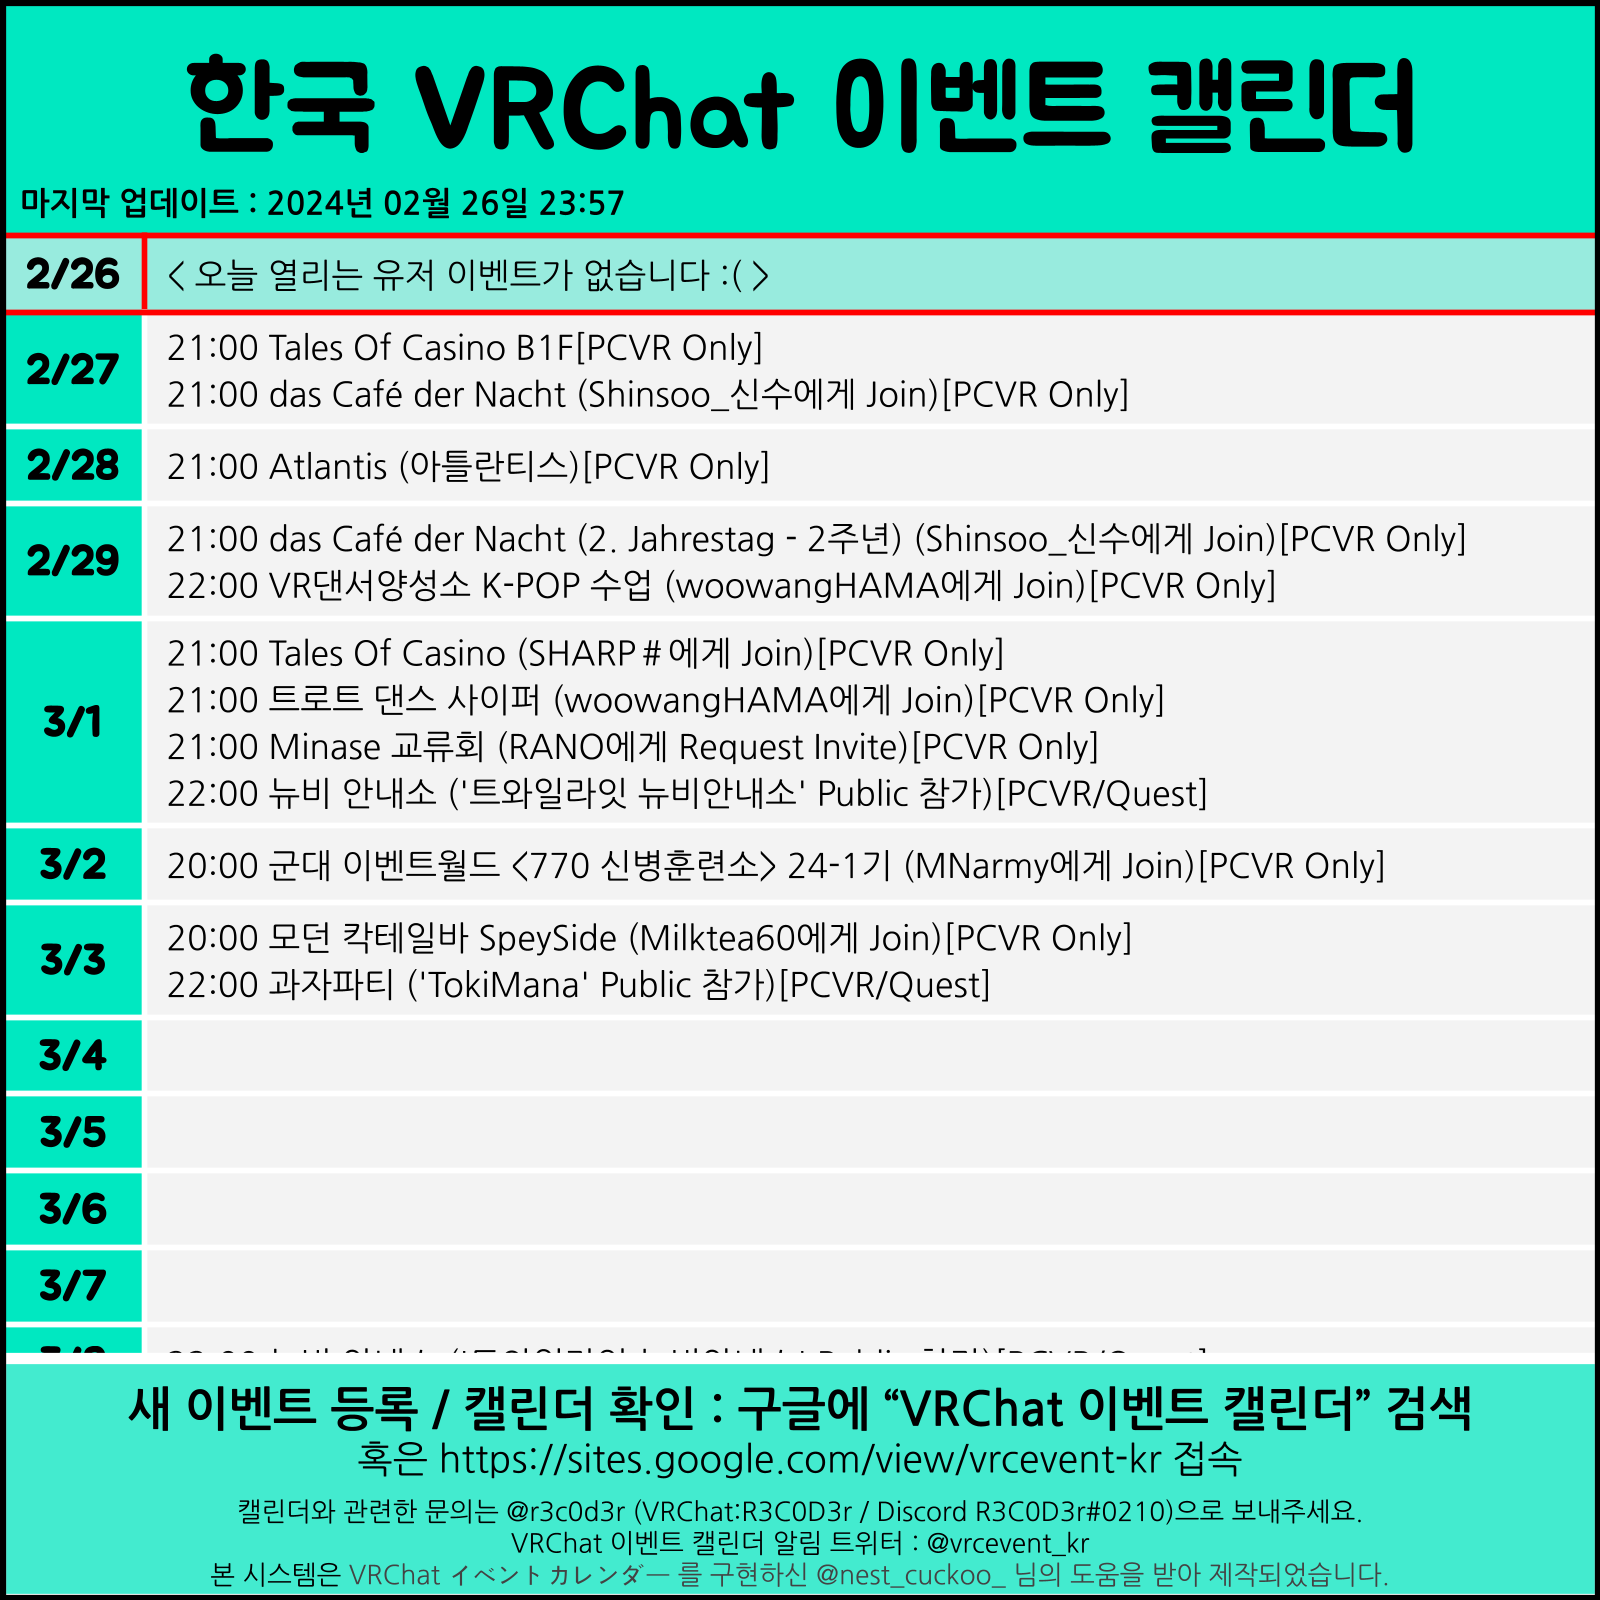 한국 VRChat 이벤트 캘린더
마지막 업데이트 : 2024년 02월 26일 23:57
2/26
< 오늘 열리는 유저 이벤트가 없습니다 :( >
2/27
21:00 Tales Of Casino B1F[PCVR Only]
21:00 das Café der Nacht (Shinsoo_신수에게 Join)[PCVR Only]
2/28
21:00 Atlantis (아틀란티스)[PCVR Only]
2/29
21:00 das Café der Nacht (2. Jahrestag - 2주년) (Shinsoo_신수에게 Join)[PCVR Only]
22:00 VR댄서양성소 K-POP 수업 (woowangHAMA에게 Join)[PCVR Only]
3/1
21:00 Tales Of Casino (SHARP＃에게 Join)[PCVR Only]
21:00 트로트 댄스 사이퍼 (woowangHAMA에게 Join)[PCVR Only]
21:00 Minase 교류회 (RANO에게 Request Invite)[PCVR Only]
22:00 뉴비 안내소 ('트와일라잇 뉴비안내소' Public 참가)[PCVR/Quest]
3/2
20:00 군대 이벤트월드 <770 신병훈련소> 24-1기 (MNarmy에게 Join)[PCVR Only]
3/3
20:00 모던 칵테일바 SpeySide (Milktea60에게 Join)[PCVR Only]
22:00 과자파티 ('TokiMana' Public 참가)[PCVR/Quest]
3/4
3/5
3/6
3/7
새 이벤트 등록 / 캘린더 확인 : 구글에 “VRChat 이벤트 캘린더” 검색
혹은 https://sites.google.com/view/vrcevent-kr 접속
캘린더와 관련한 문의는 @r3c0d3r (VRChat:R3C0D3r / Discord R3C0D3r#0210)으로 보내주세요.
VRChat 이벤트 캘린더 알림 트위터 : @vrcevent_kr
본 시스템은 VRChat イベントカレンダー 를 구현하신 @nest_cuckoo_ 님의 도움을 받아 제작되었습니다.